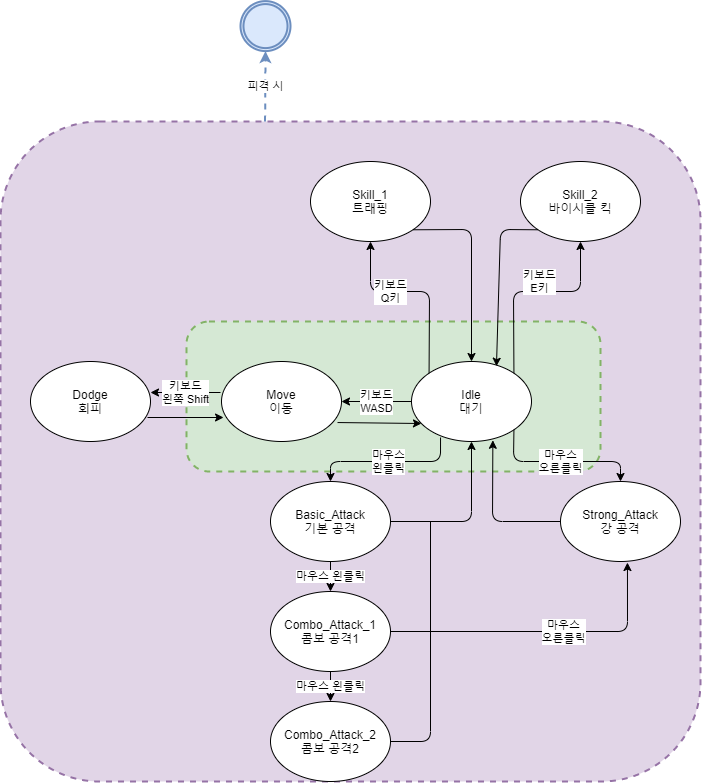 피격 시
Skill_1
트래핑
Skill_2
바이시클 킥
키보드
Q키
키보드
E키
Dodge
회피
키보드
왼쪽 Shift
Move
이동
키보드
WASD
Idle
대기
마우스
왼클릭
마우스
오른클릭
Basic_Attack
기본 공격
Strong_Attack
강 공격
마우스 왼클릭
Combo_Attack_1
콤보 공격1
마우스
오른클릭
마우스 왼클릭
Combo_Attack_2
콤보 공격2